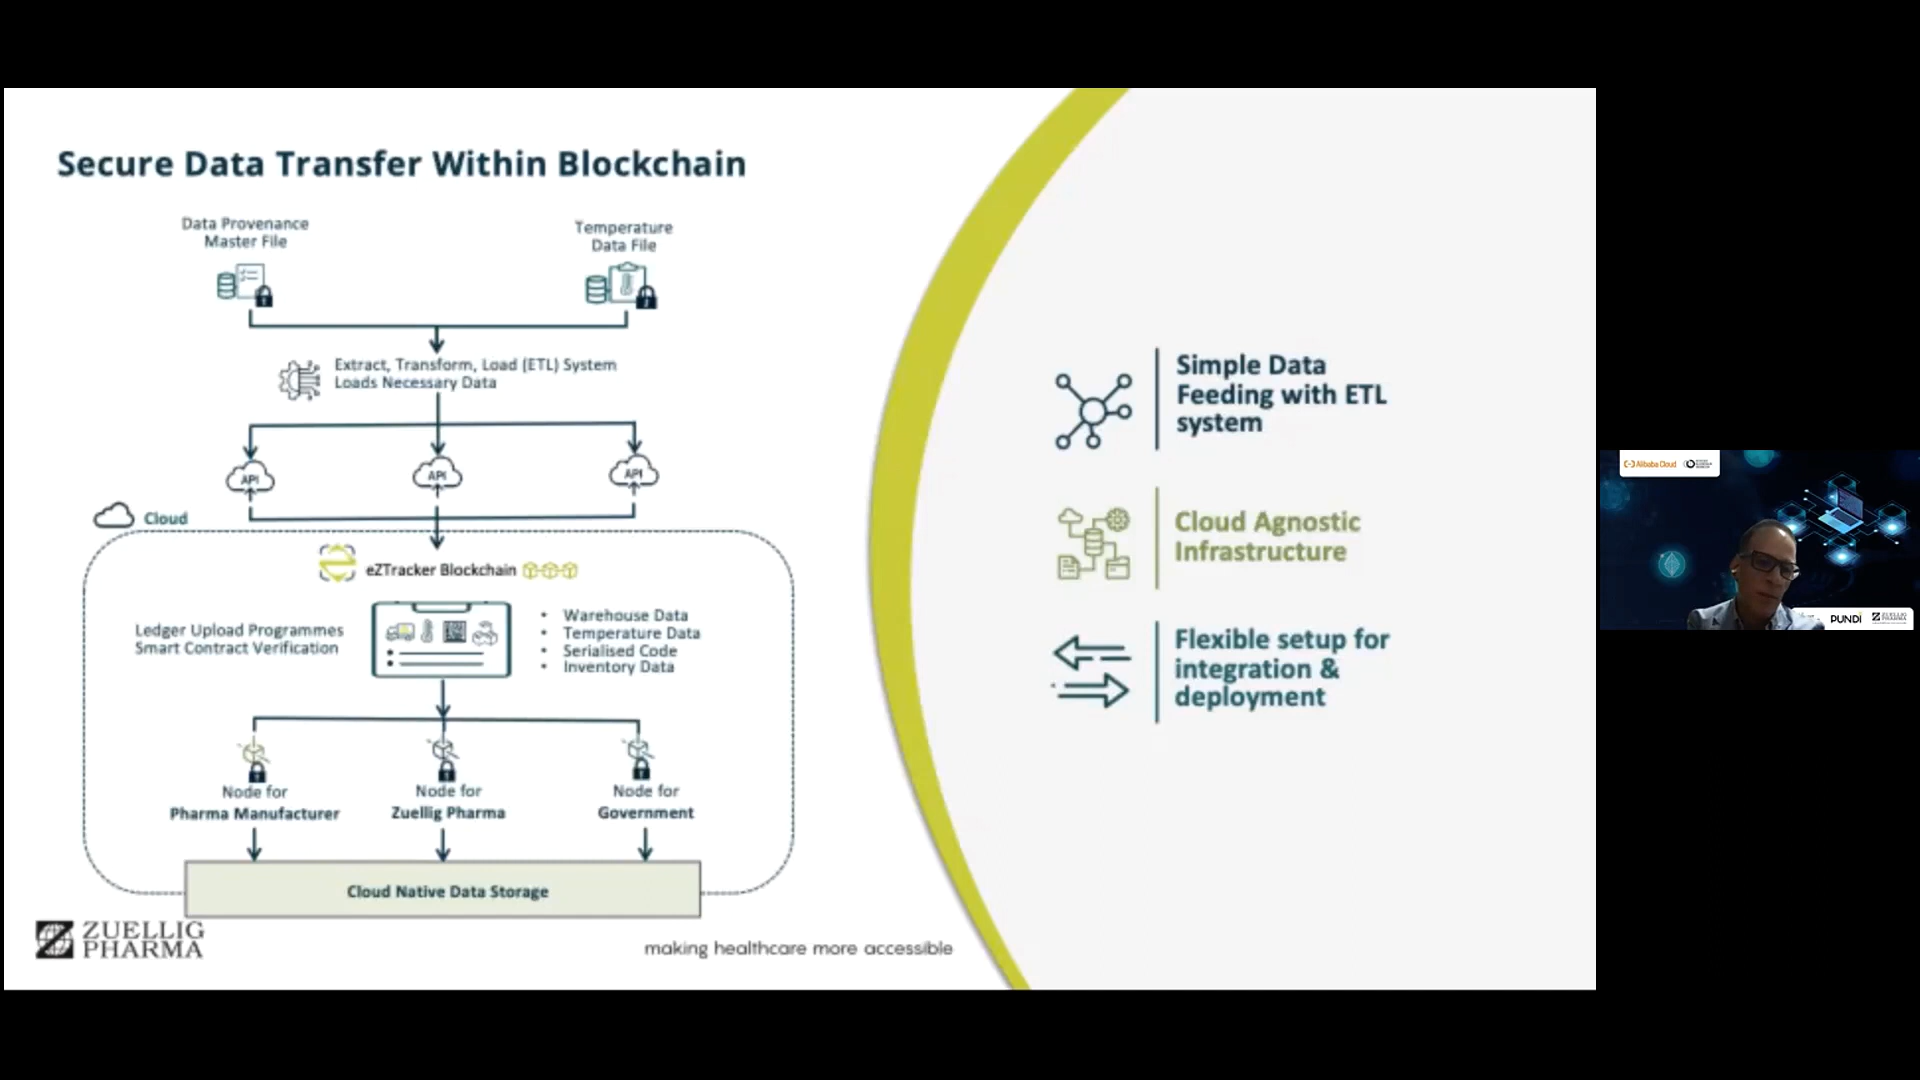 Secure Data Transfer Within Blockchain
Data Provenance
Master File
Temperature
Data File
Extract, Transform, Load (ETL) System
Loads Necessary Data
API
API
API
Cloud
eZTracker Blockchain
Ledger Upload Programmes
Smart Contract Verification
• Warehouse Data
• Temperature Data
• Serialised Code
• Inventory Data
Node for
Pharma Manufacturer
Node for
Zuellig Pharma
Node for
Government
Cloud Native Data Storage
ZUELLIG
PHARMA
making healthcare more accessible
Simple Data
Feeding with ETL
system
Cloud Agnostic
Infrastructure
Flexible setup for
integration &
deployment
Alibaba Cloud
PUNDI
ZUELLIG
PHARMA